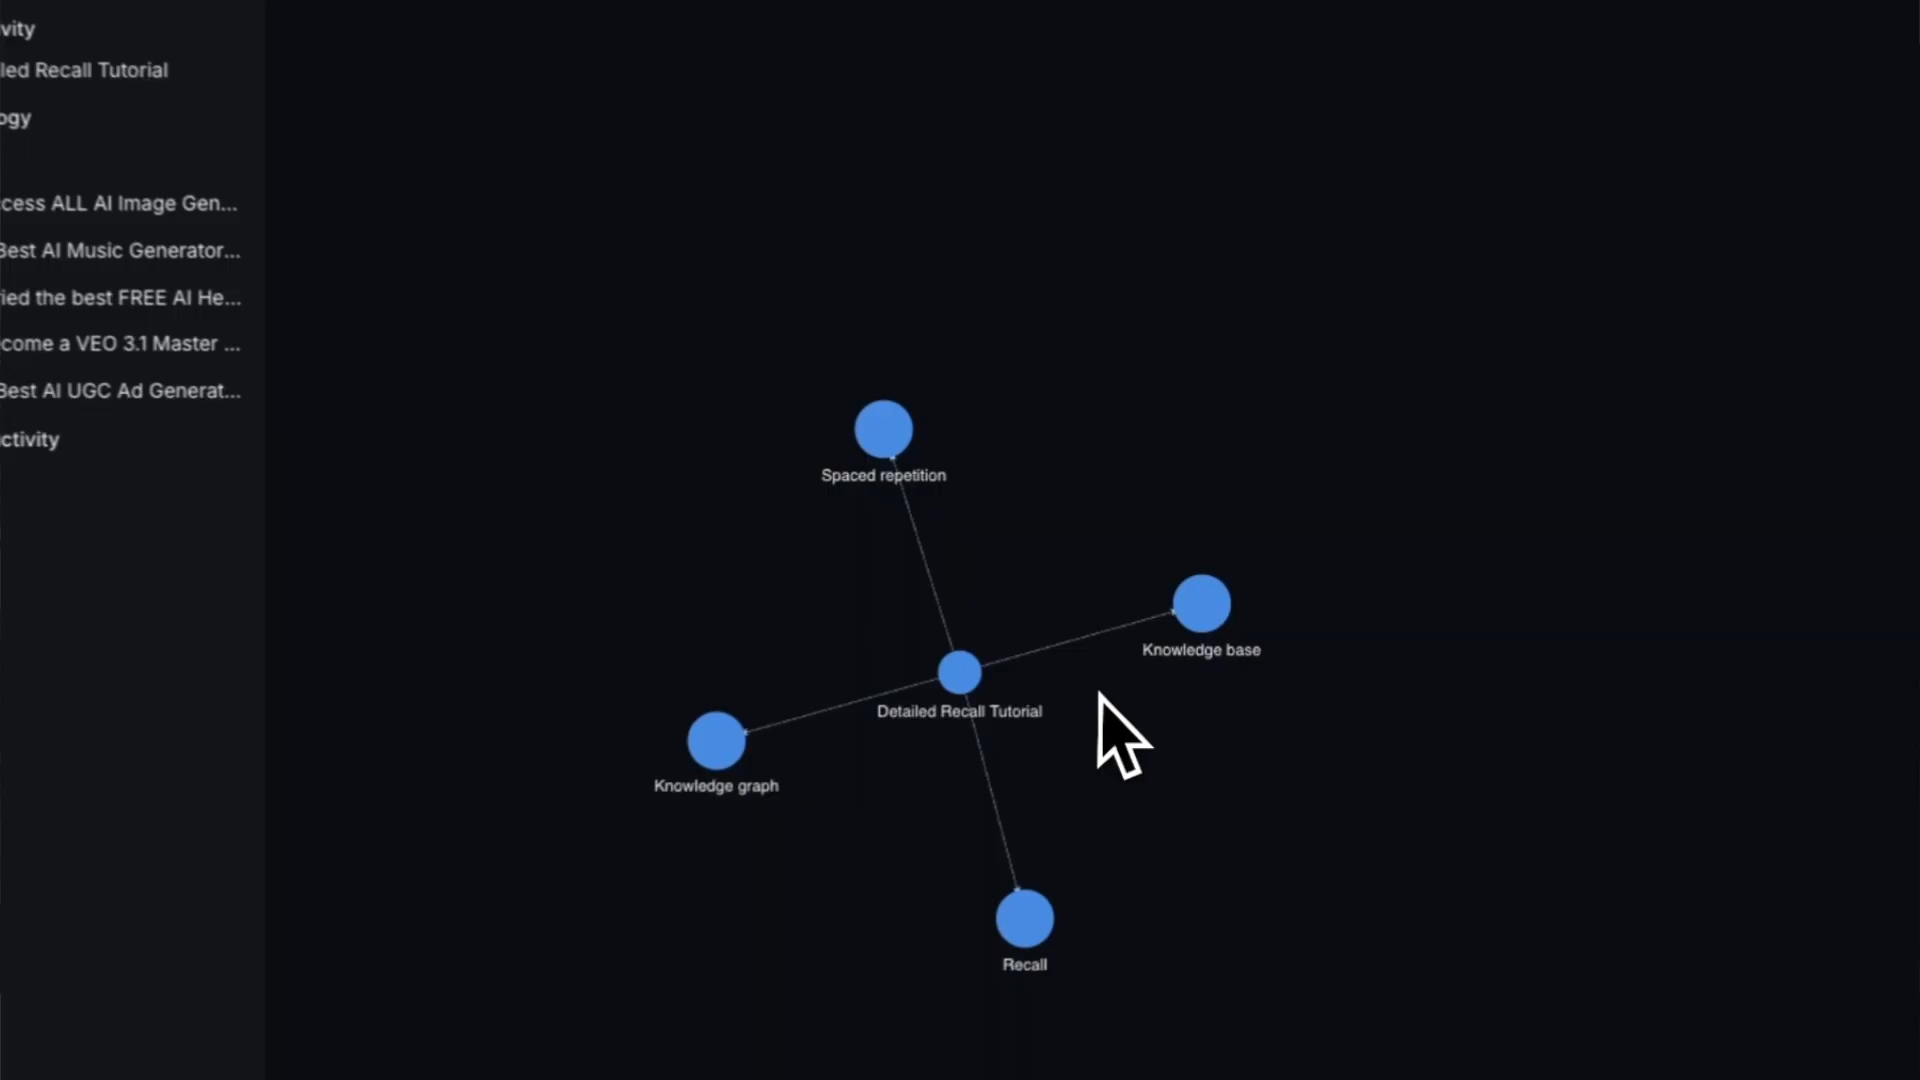 vity
led Recall Tutorial
ogy
ccess ALL AI Image Gen...
Best AI Music Generator...
ried the best FREE AI He...
come a VEO 3.1 Master ...
Best AI UGC Ad Generat...
ctivity
Spaced repetition
Knowledge base
Detailed Recall Tutorial
Knowledge graph
Recall